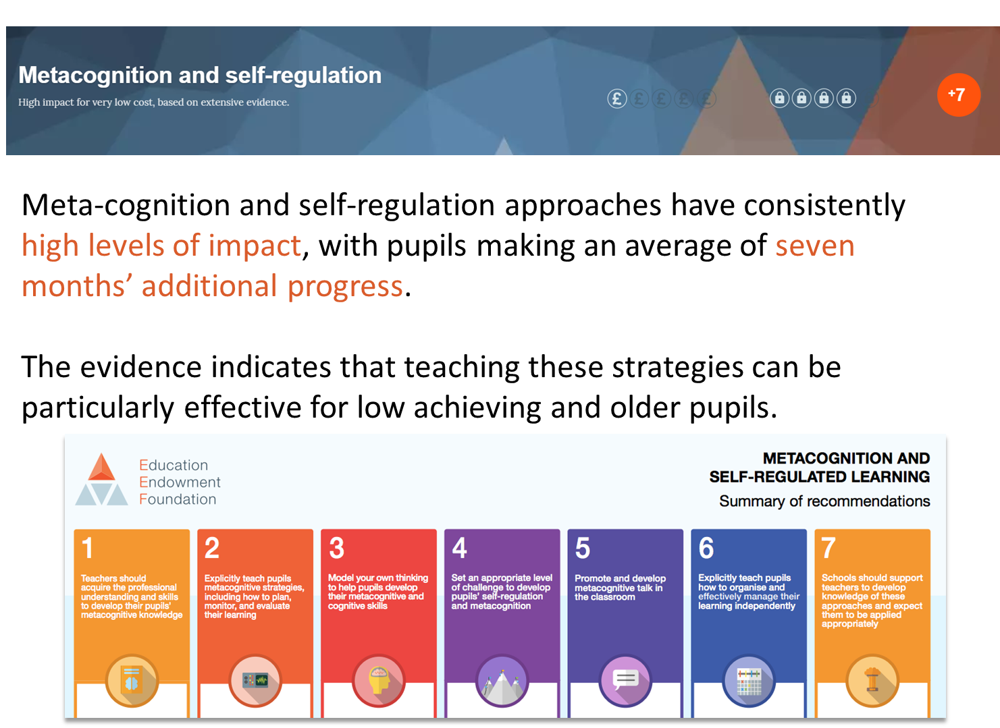 Metacognition and self-regulation
High impact for very low cost, based on extensive evidence.
£ £ £ £ £
+7
Meta-cognition and self-regulation approaches have consistently
high levels of impact, with pupils making an average of seven
months’ additional progress.
The evidence indicates that teaching these strategies can be
particularly effective for low achieving and older pupils.
Education
Endowment
Foundation
METACOGNITION AND
SELF-REGULATED LEARNING
Summary of recommendations
1
Teachers should
acquire the professional
understanding and skills
to develop their pupils’
metacognitive knowledge
2
Explicitly teach pupils
metacognitive strategies,
including how to plan,
monitor, and evaluate
their learning
3
Model your own thinking
to help pupils develop
their metacognitive and
cognitive skills
4
Set an appropriate level
of challenge to develop
pupils’ self-regulation
and metacognition
5
Promote and develop
metacognitive talk in
the classroom
6
Explicitly teach pupils
how to organise and
effectively manage their
learning independently
7
Schools should support
teachers to develop
knowledge of these
approaches and expect
them to be applied
appropriately